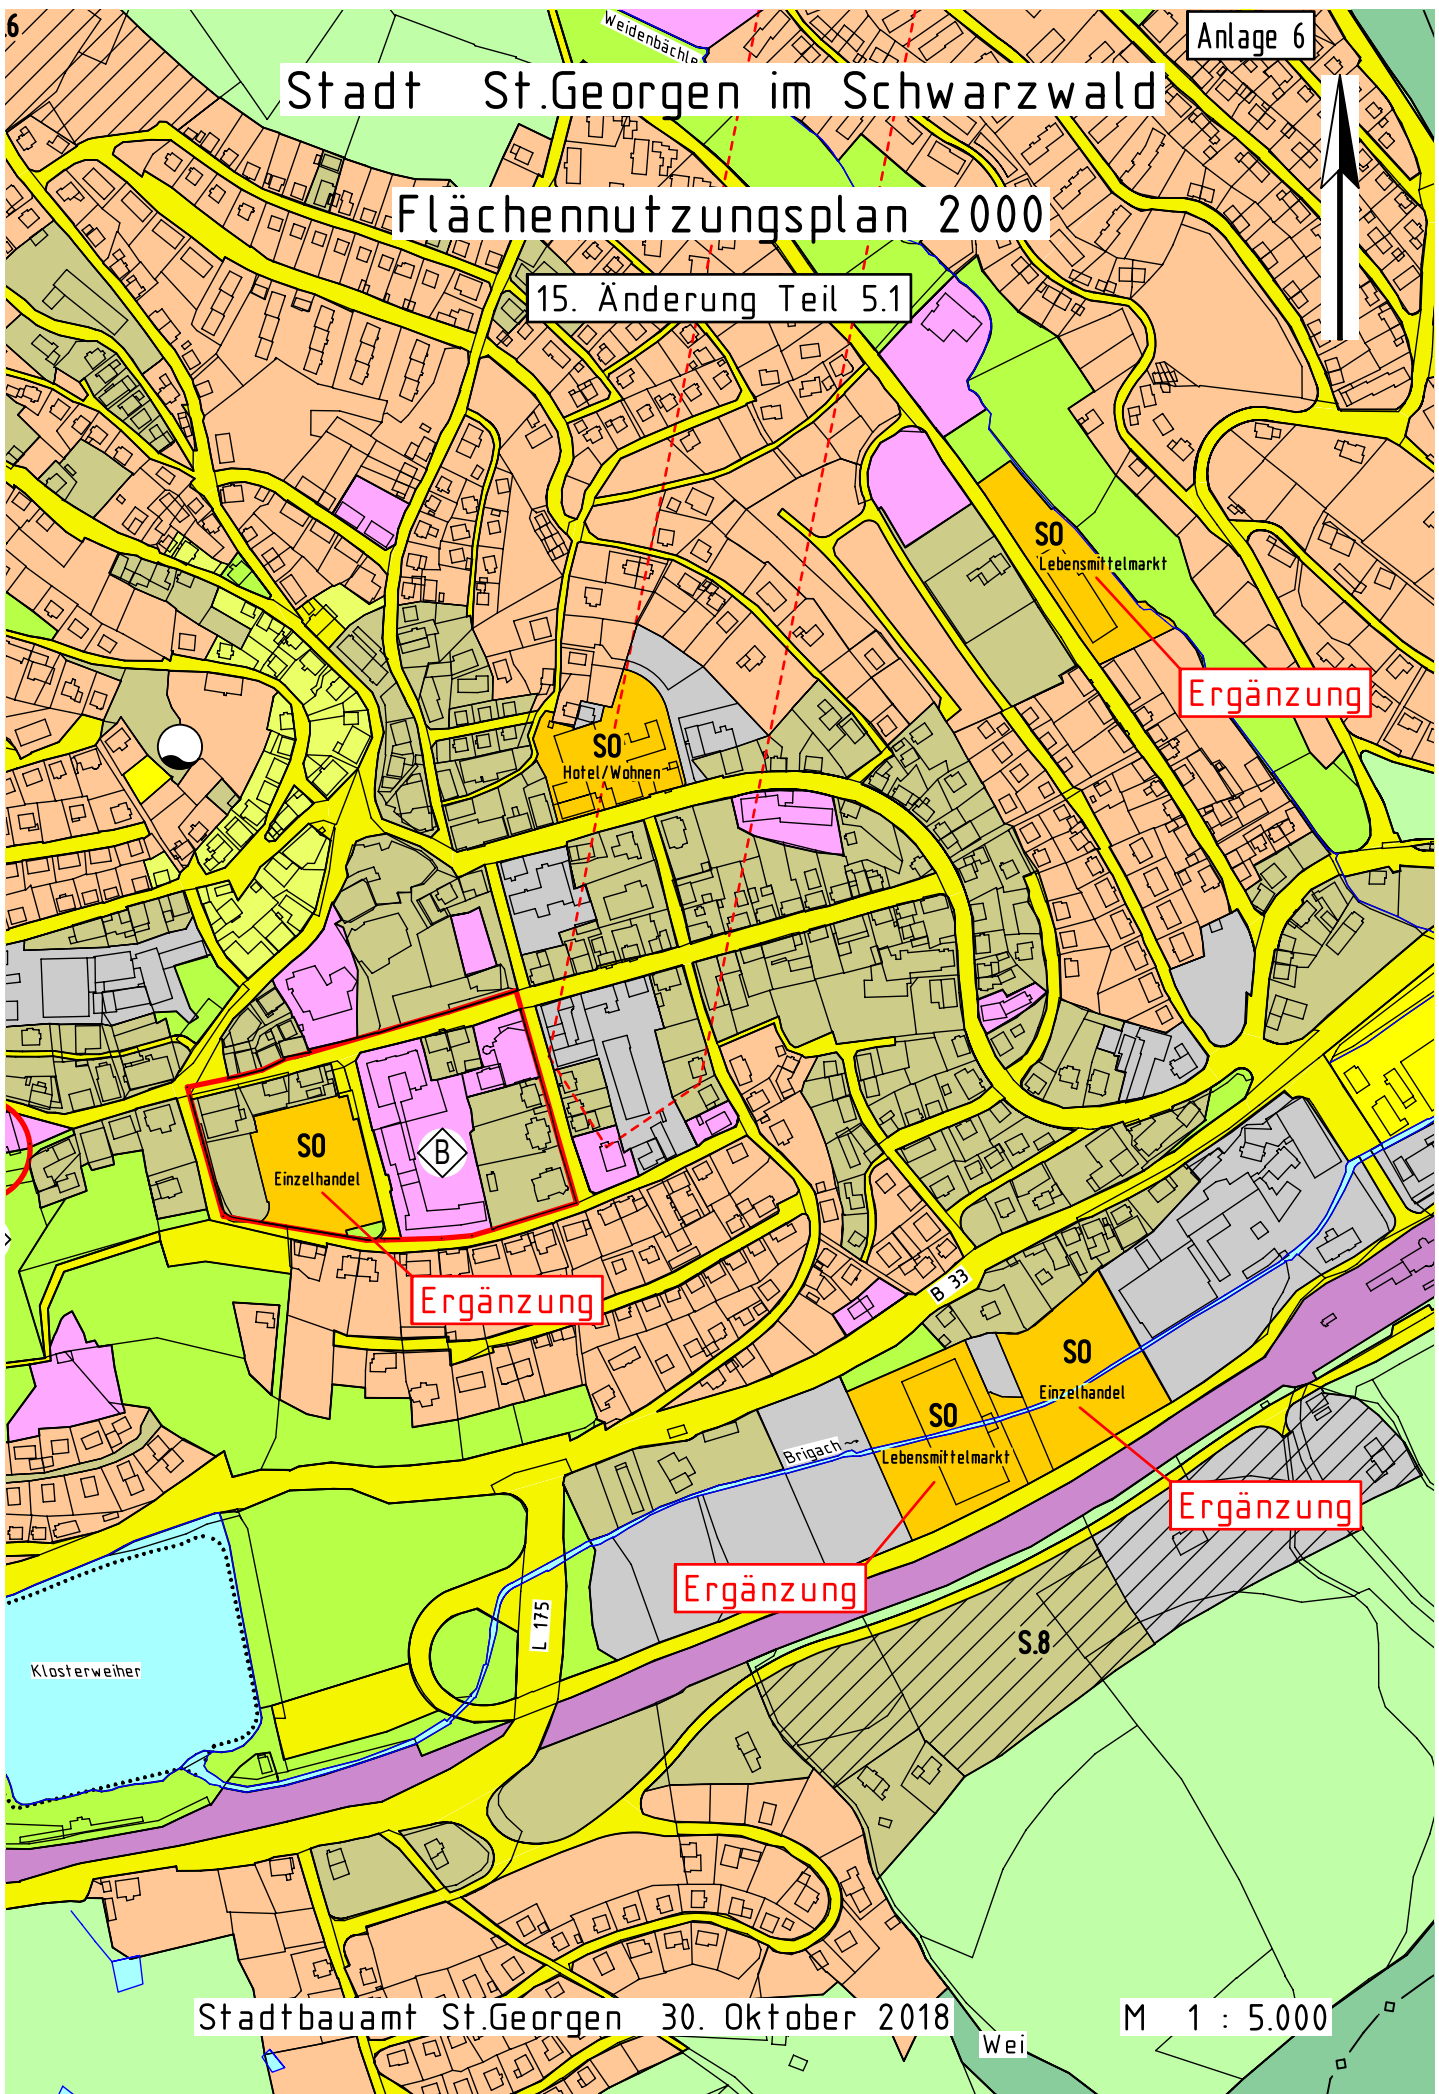 .6
Weidenbächle
Anlage 6
Stadt St.Georgen im Schwarzwald
Flächennutzungsplan 2000
15. Änderung Teil 5.1
SO
Lebensmittelmarkt
Ergänzung
SO
Hotel/Wohnen
SO
Einzelhandel
B
Ergänzung
B 33
SO
Einzelhandel
SO
Lebensmittelmarkt
Brigach
Ergänzung
Ergänzung
L 175
S.8
Klosterweiher
Stadtbauamt St.Georgen 30. Oktober 2018
M 1 : 5.000
Wei